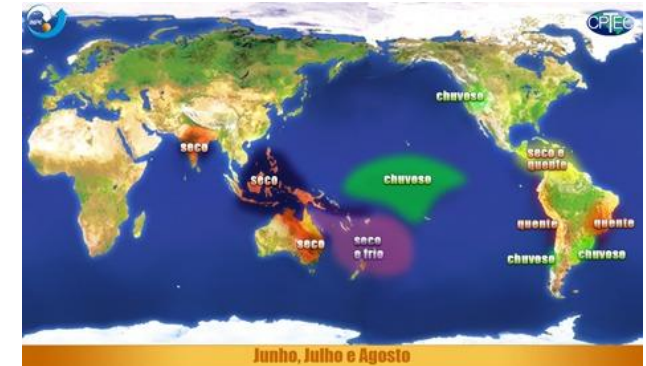 CPTEC
chuvoso
seco
seco e
quente
seco
chuvoso
quente
quente
seco
seco
e frio
chuvoso
chuvoso
Junho, Julho e Agosto